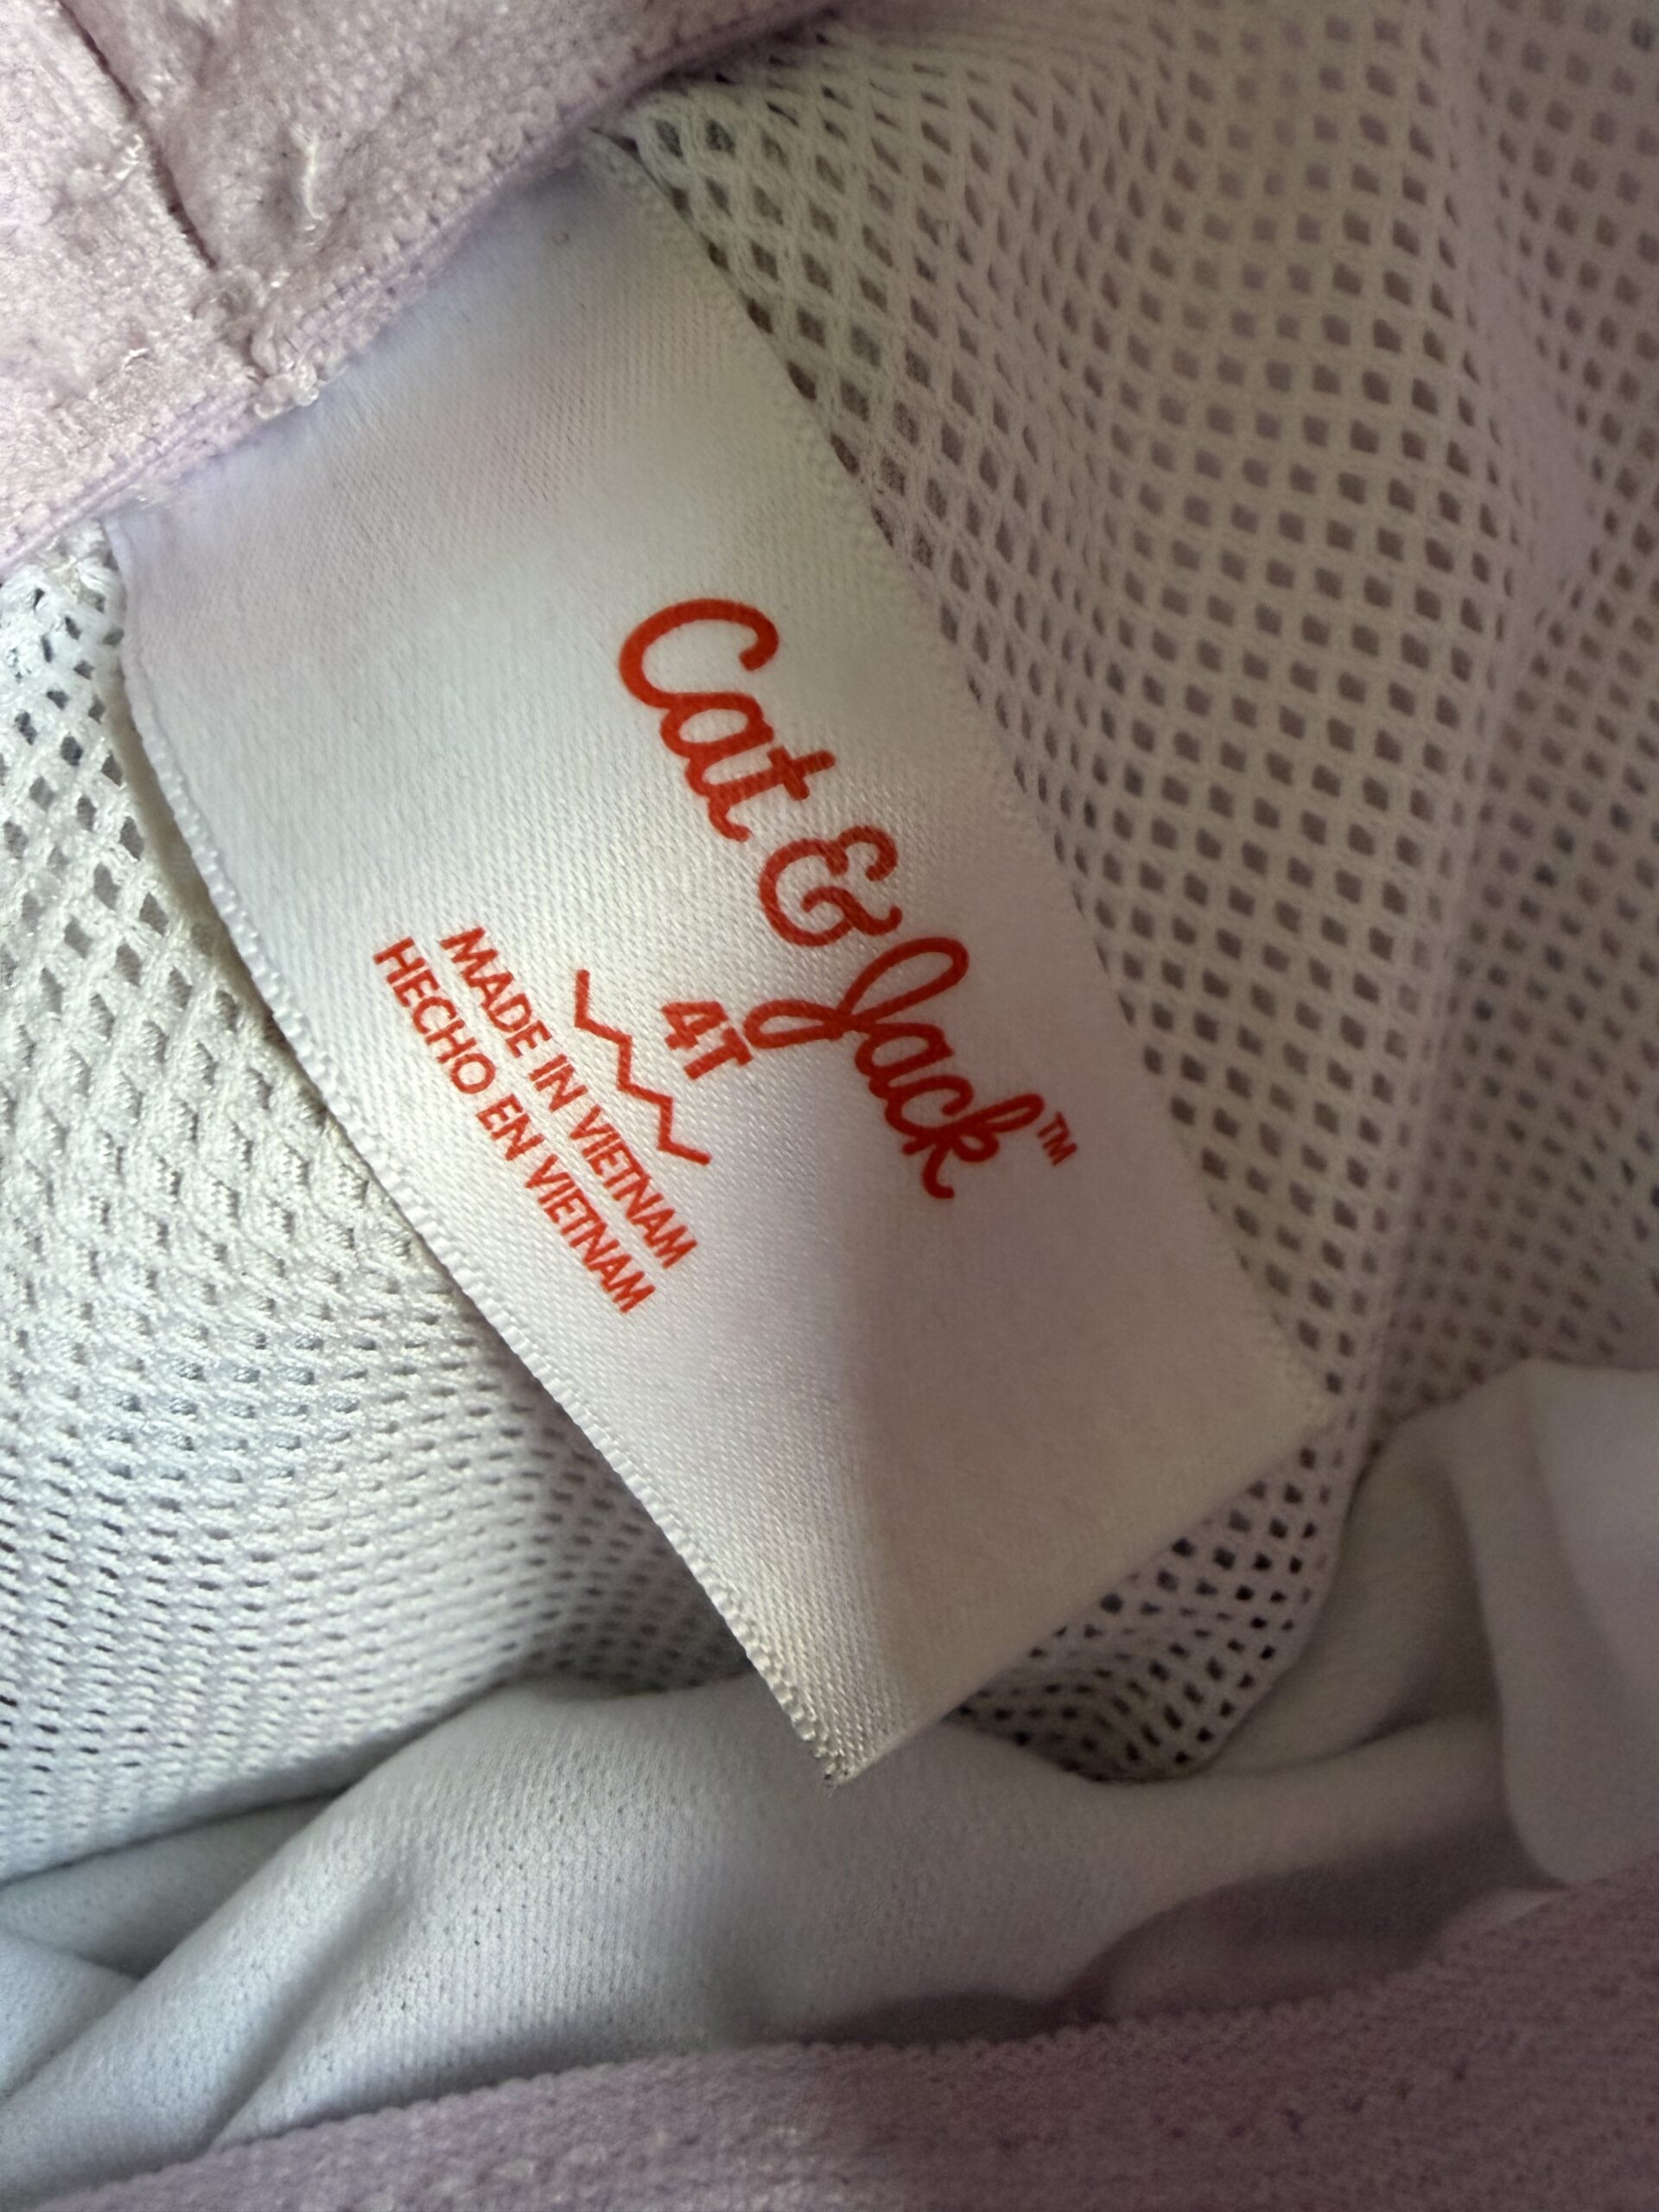 Cat & Jack™
4T
MADE IN VIETNAM
HECHO EN VIETNAM